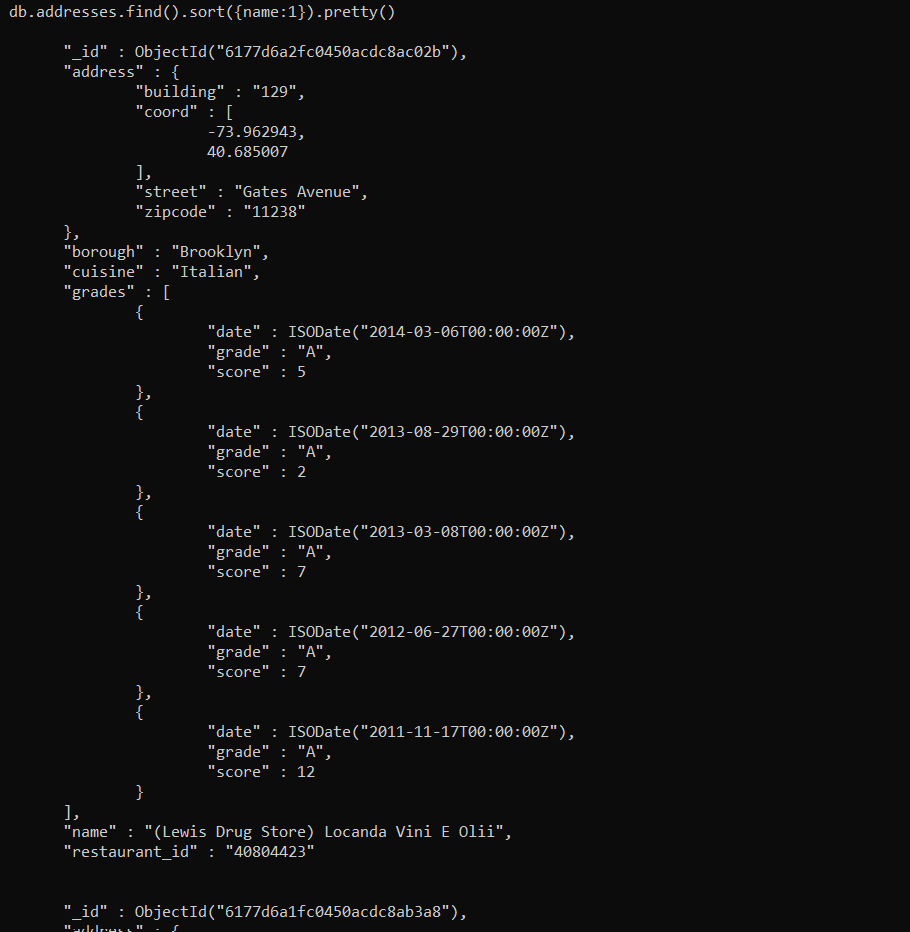 db.addresses.find().sort({name:1}).pretty()
"_id" : ObjectId("6177d6a2fc0450acdc8ac02b"),
"address" : {
"building" : "129",
"coord" : [
-73.962943,
40.685007
],
"street" : "Gates Avenue",
"zipcode" : "11238"
},
"borough" : "Brooklyn",
"cuisine" : "Italian",
"grades" : [
{
"date" : ISODate("2014-03-06T00:00:00Z"),
"grade" : "A",
"score" : 5
},
{
"date" : ISODate("2013-08-29T00:00:00Z"),
"grade" : "A",
"score" : 2
},
{
"date" : ISODate("2013-03-08T00:00:00Z"),
"grade" : "A",
"score" : 7
},
{
"date" : ISODate("2012-06-27T00:00:00Z"),
"grade" : "A",
"score" : 7
},
{
"date" : ISODate("2011-11-17T00:00:00Z"),
"grade" : "A",
"score" : 12
}
],
"name" : "(Lewis Drug Store) Locanda Vini E Olii",
"restaurant_id" : "40804423"
"_id" : ObjectId("6177d6a1fc0450acdc8ab3a8"),
"address" : {